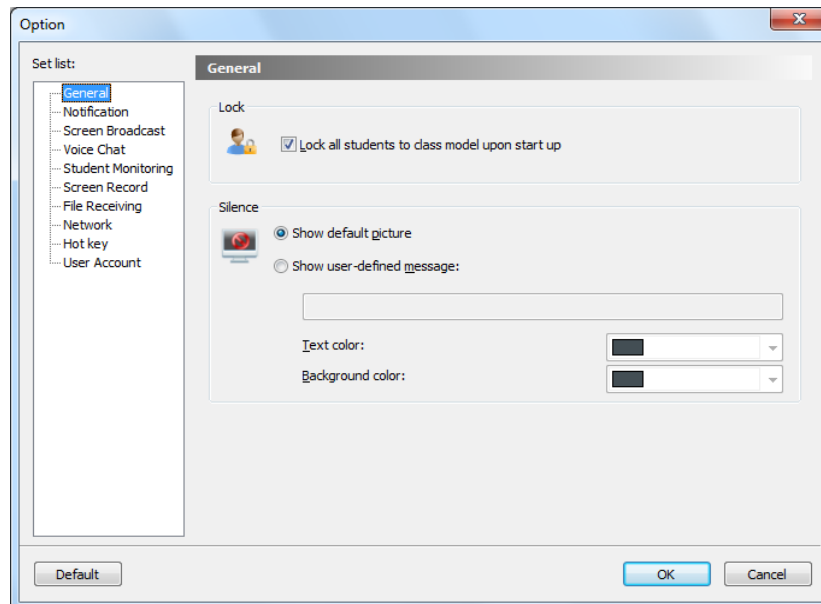 Option
Set list:
General
Notification
Screen Broadcast
Voice Chat
Student Monitoring
Screen Record
File Receiving
Network
Hot key
User Account
General
Lock
Lock all students to class model upon start up
Silence
Show default picture
Show user-defined message:
Text color:
Background color:
Default
OK
Cancel